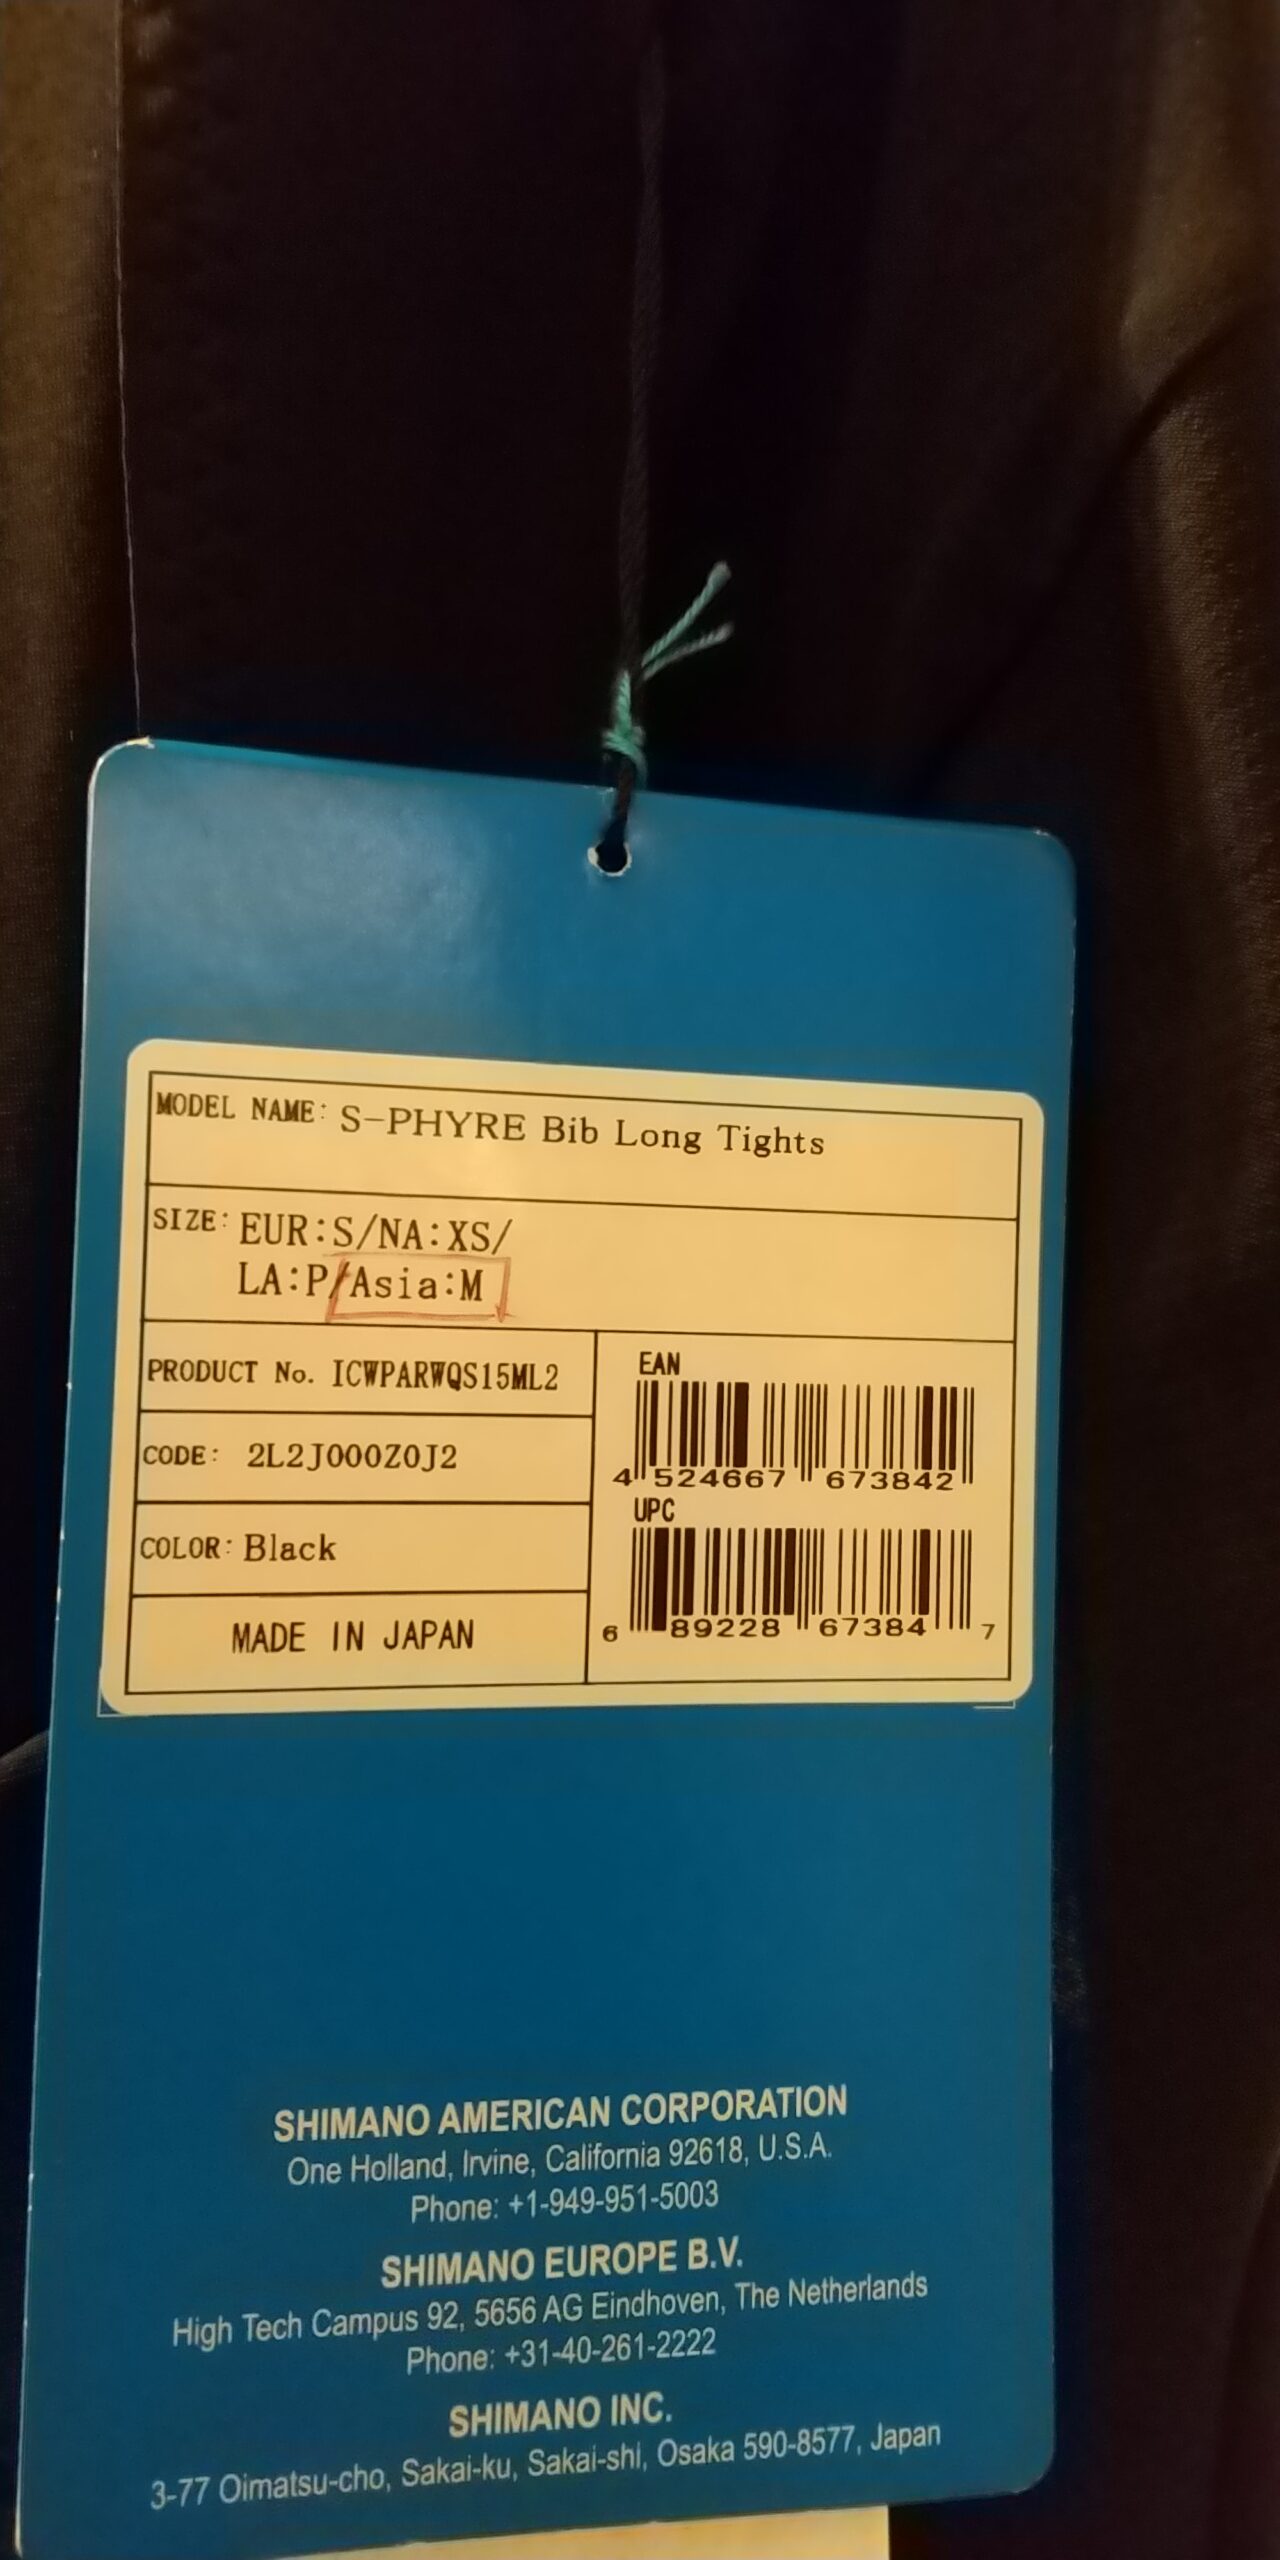 MODEL NAME: S-PHYRE Bib Long Tights
SIZE: EUR:S/NA:XS/
LA:P/Asia:M
PRODUCT No. ICWPARWQS15ML2
CODE: 2L2J000Z0J2
COLOR: Black
MADE IN JAPAN
EAN
4 524667 673842
UPC
6 89228 67384 7
SHIMANO AMERICAN CORPORATION
One Holland, Irvine, California 92618, U.S.A.
Phone: +1-949-951-5003
SHIMANO EUROPE B.V.
High Tech Campus 92, 5656 AG Eindhoven, The Netherlands
Phone: +31-40-261-2222
SHIMANO INC.
3-77 Oimatsu-cho, Sakai-ku, Sakai-shi, Osaka 590-8577, Japan